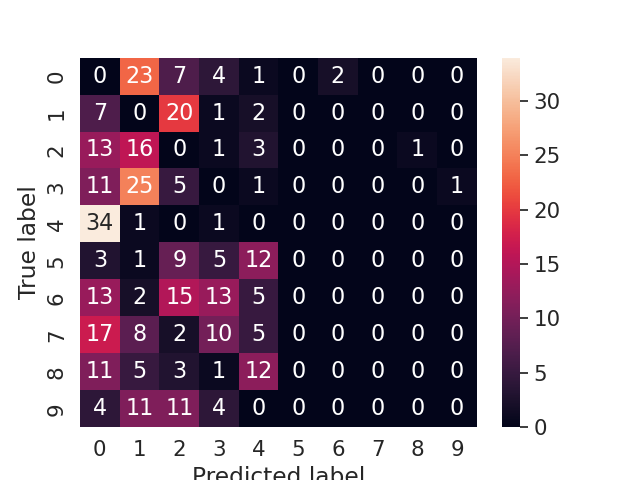 0 0 23 7 4 1 0 2 0 0 0
1 7 0 20 1 2 0 0 0 0 0
2 13 16 0 1 3 0 0 0 1 0
3 11 25 5 0 1 0 0 0 0 1
4 34 1 0 1 0 0 0 0 0 0
5 3 1 9 5 12 0 0 0 0 0
6 13 2 15 13 5 0 0 0 0 0
7 17 8 2 10 5 0 0 0 0 0
8 11 5 3 1 12 0 0 0 0 0
9 4 11 11 4 0 0 0 0 0 0
0 1 2 3 4 5 6 7 8 9
Predicted label
True label
30
25
20
15
10
5
0